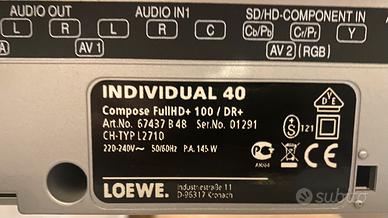 AUDIO OUT AUDIO IN1 SD/HD-COMPONENT IN
R L L R C Cb/Pb Cr/Pr Y
AV 1 AV 2 (RGB)
INDIVIDUAL 40
Compose FullHD+ 100 / DR+
Art.No. 67437 B 48 Ser.No. 01291
CH-TYP L2710
220-240V~ 50/60Hz P.A. 145 W
S 121
D V E
CE
LOEWE.
Industriestraße 11
D-96317 Kronach
subito